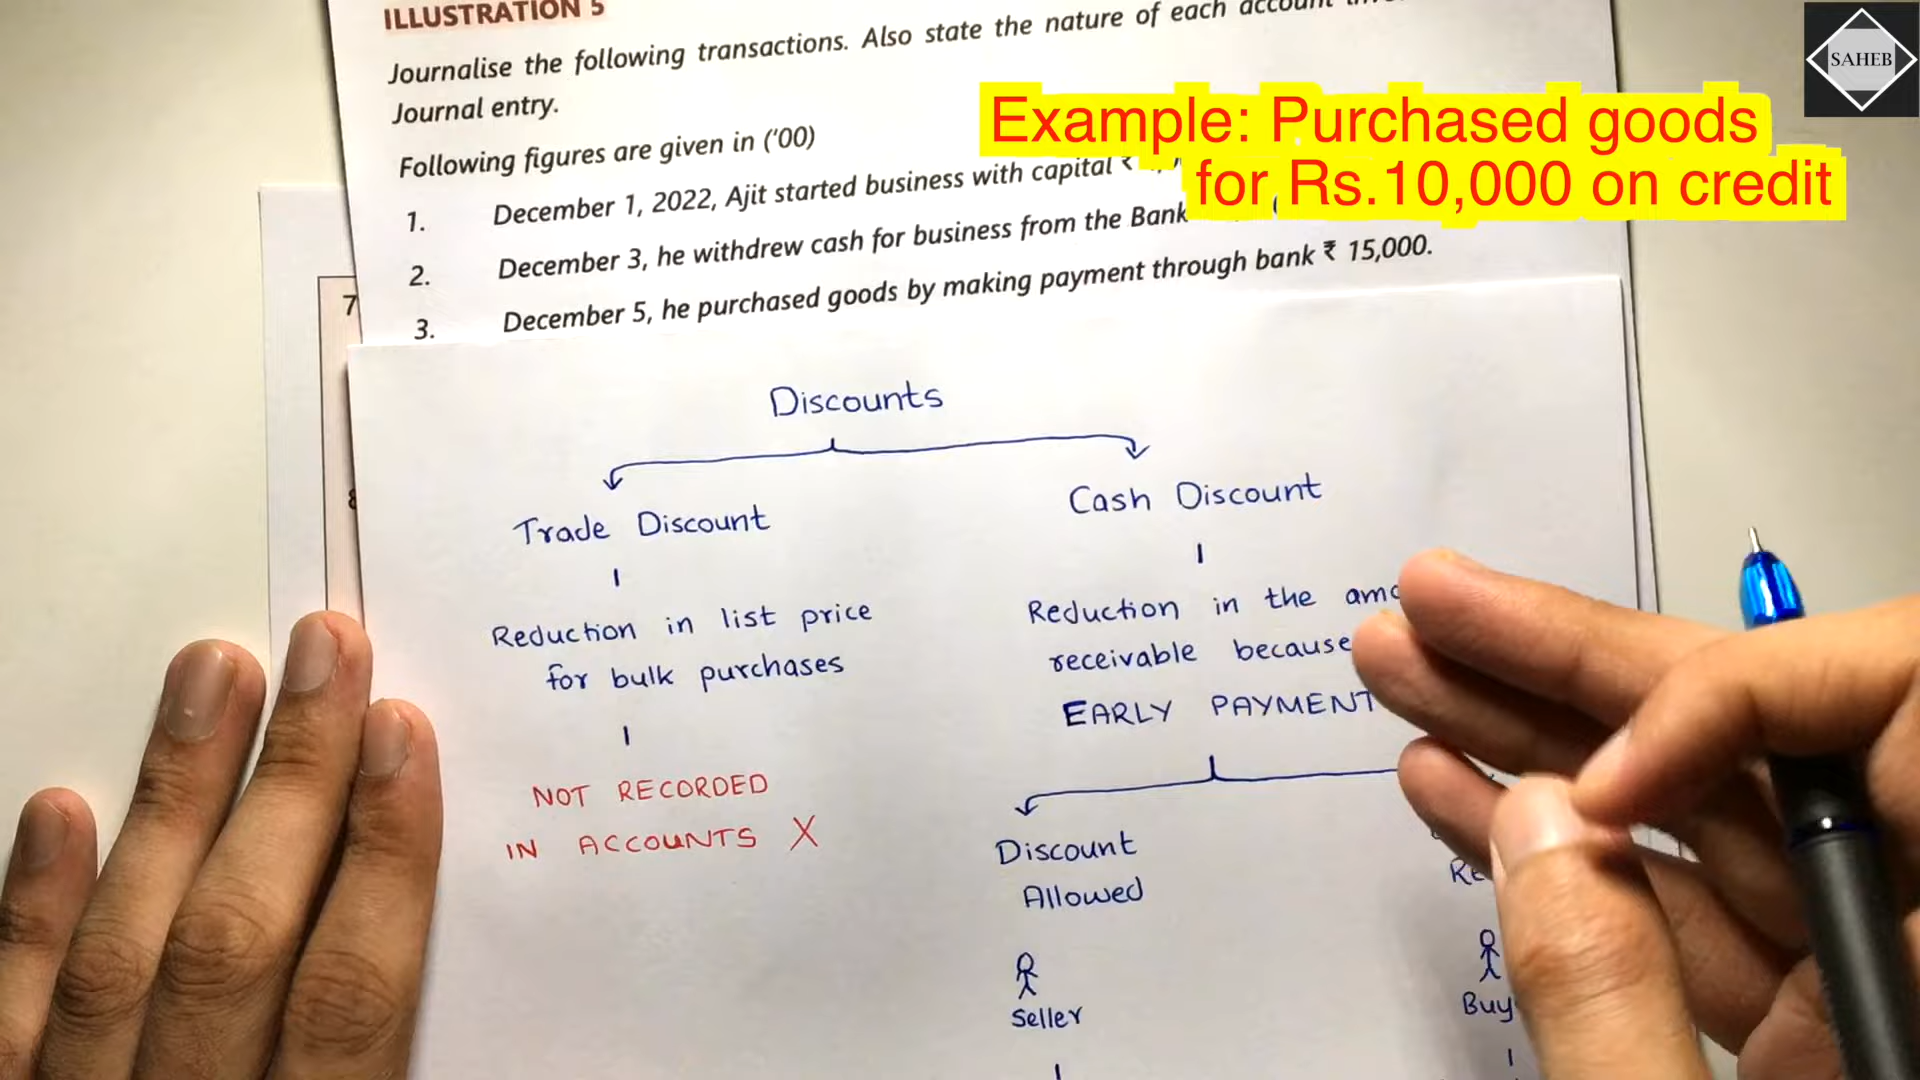 ILLUSTRATION 5
Journalise the following transactions. Also state the nature of each account
Journal entry.
Following figures are given in ('00)
1. December 1, 2022, Ajit started business with capital ₹
2. December 3, he withdrew cash for business from the Bank
3. December 5, he purchased goods by making payment through bank ₹ 15,000.
Example: Purchased goods
for Rs.10,000 on credit
SAHEB
7
8
Discounts
Trade Discount
Reduction in list price
for bulk purchases
NOT RECORDED
IN ACCOUNTS X
Cash Discount
Reduction in the
receivable because
EARLY PAYMENT
Discount
Allowed
Seller